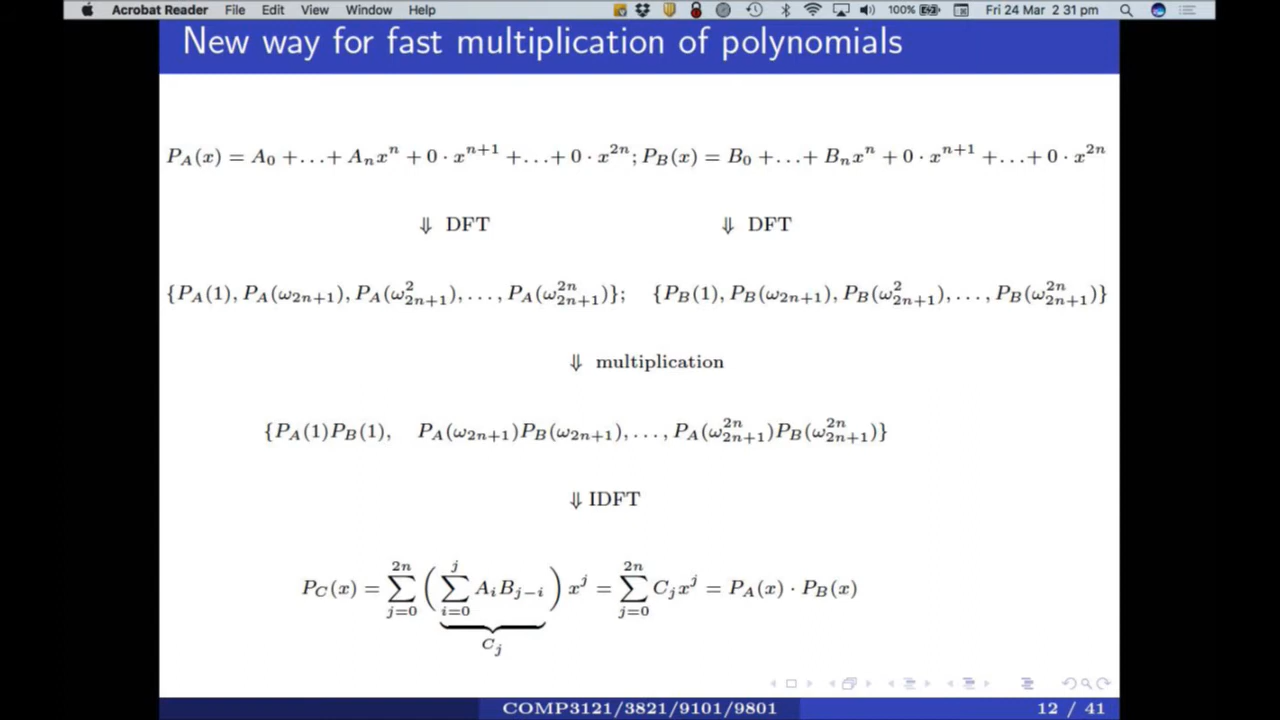 Acrobat Reader File Edit View Window Help 100% Fri 24 Mar 2 31 pm
New way for fast multiplication of polynomials
P_A(x) = A_0 + ... + A_n x^n + 0 · x^{n+1} + ... + 0 · x^{2n}; P_B(x) = B_0 + ... + B_n x^n + 0 · x^{n+1} + ... + 0 · x^{2n}
⇓ DFT ⇓ DFT
{P_A(1), P_A(ω_{2n+1}), P_A(ω^2_{2n+1}), ..., P_A(ω^{2n}_{2n+1})}; {P_B(1), P_B(ω_{2n+1}), P_B(ω^2_{2n+1}), ..., P_B(ω^{2n}_{2n+1})}
⇓ multiplication
{P_A(1)P_B(1), P_A(ω_{2n+1})P_B(ω_{2n+1}), ..., P_A(ω^{2n}_{2n+1})P_B(ω^{2n}_{2n+1})}
⇓ IDFT
P_C(x) = ∑_{j=0}^{2n} (∑_{i=0}^{j} A_i B_{j−i}) x^j = ∑_{j=0}^{2n} C_j x^j = P_A(x) · P_B(x)
C_j
COMP3121/3821/9101/9801 12 / 41